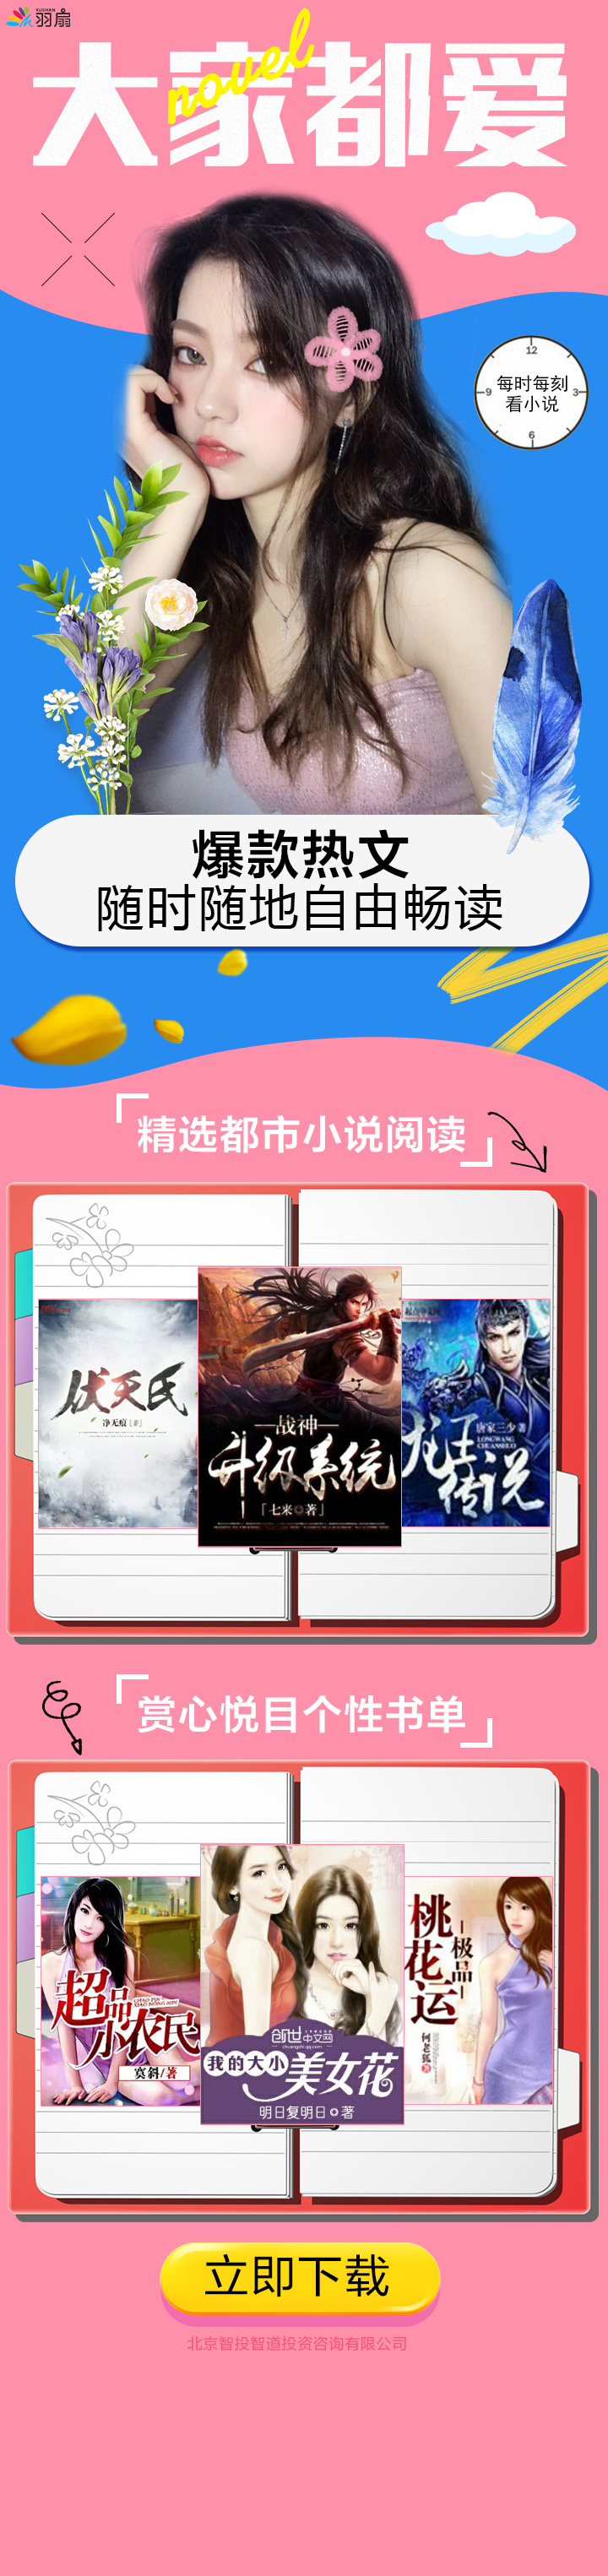 YUSHAN
羽扇
大家都爱
novel
12
9
每时每刻
3
看小说
6
爆款热文
随时随地自由畅读
精选都市小说阅读
伏天氏
净无痕
战神
升级系统
「七来 著」
唐家三少 著
LONGWANG
CHUANSHUO
龙王
传说
赏心悦目个性书单
超品
CHAO PIN
XIAO NONG MIN
小农民
寞斜/著
创世中文网
chuangshi.qq.com
我的大小
美女花
明日复明日 著
极品
桃花运
何老狐 著
立即下载
北京智投智道投资咨询有限公司